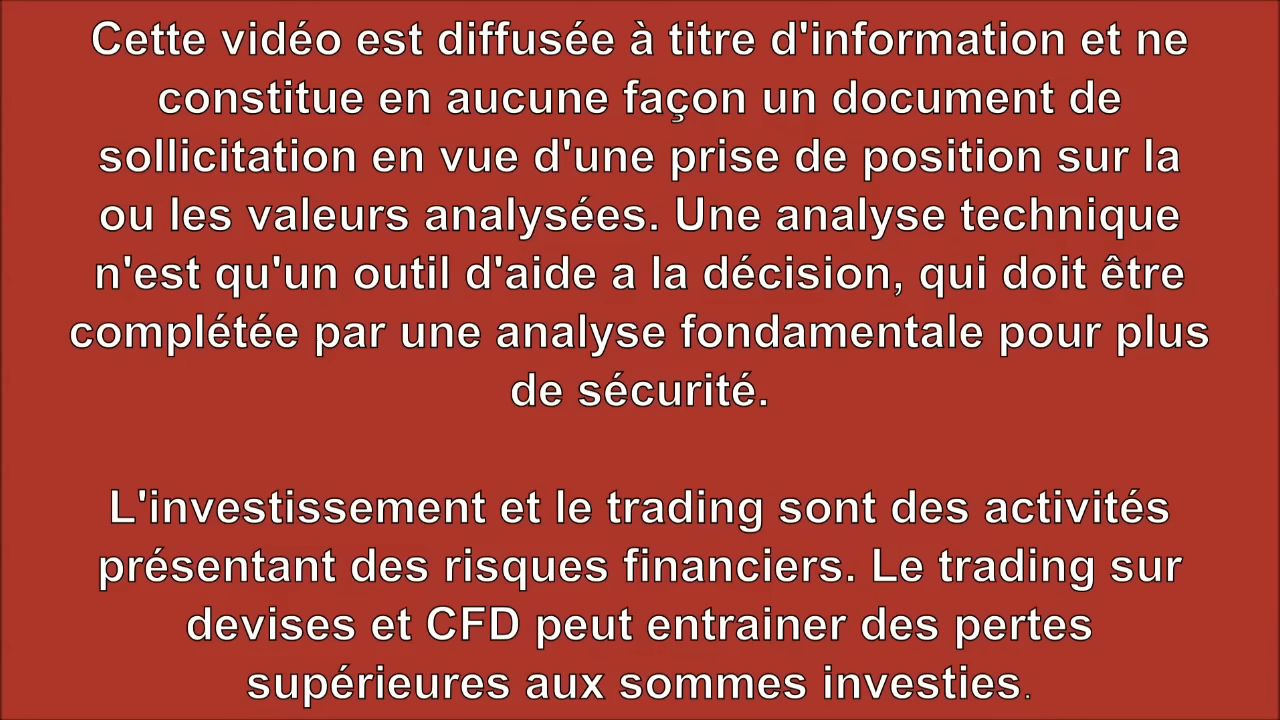 Cette vidéo est diffusée à titre d'information et ne
constitue en aucune façon un document de
sollicitation en vue d'une prise de position sur la
ou les valeurs analysées. Une analyse technique
n'est qu'un outil d'aide a la décision, qui doit être
complétée par une analyse fondamentale pour plus
de sécurité.
L'investissement et le trading sont des activités
présentant des risques financiers. Le trading sur
devises et CFD peut entrainer des pertes
supérieures aux sommes investies.